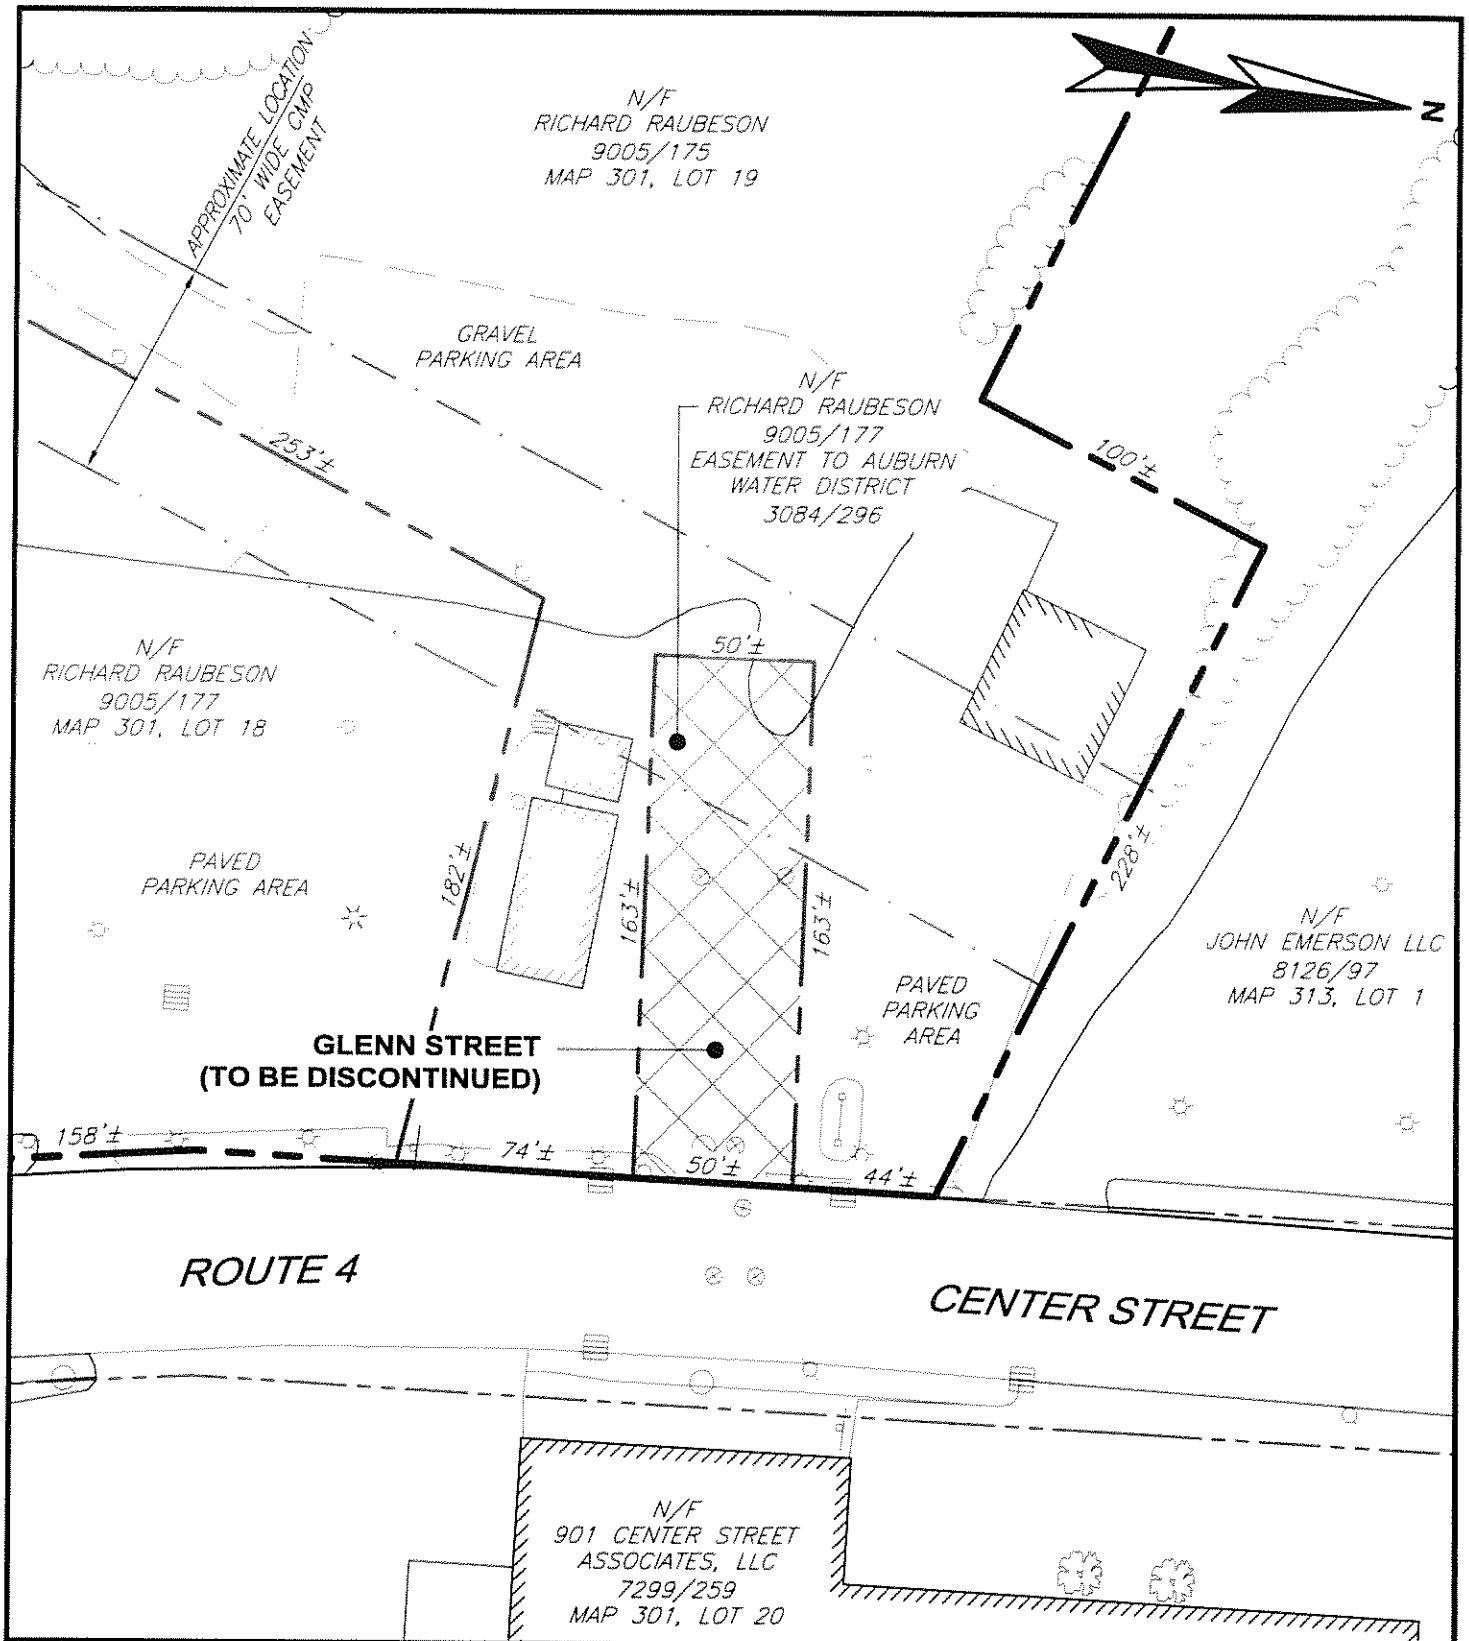 APPROXIMATE LOCATION
70' WIDE CMP
EASEMENT
N/F
RICHARD RAUBESON
9005/175
MAP 301, LOT 19
N
GRAVEL
PARKING AREA
N/F
RICHARD RAUBESON
9005/177
EASEMENT TO AUBURN
WATER DISTRICT
3084/296
253'±
100'±
50'±
N/F
RICHARD RAUBESON
9005/177
MAP 301, LOT 18
PAVED
PARKING AREA
182'±
163'±
163'±
228'±
N/F
JOHN EMERSON LLC
8126/97
MAP 313, LOT 1
PAVED
PARKING
AREA
GLENN STREET
(TO BE DISCONTINUED)
158'±
74'±
50'±
44'±
ROUTE 4
CENTER STREET
N/F
901 CENTER STREET
ASSOCIATES, LLC
7299/259
MAP 301, LOT 20